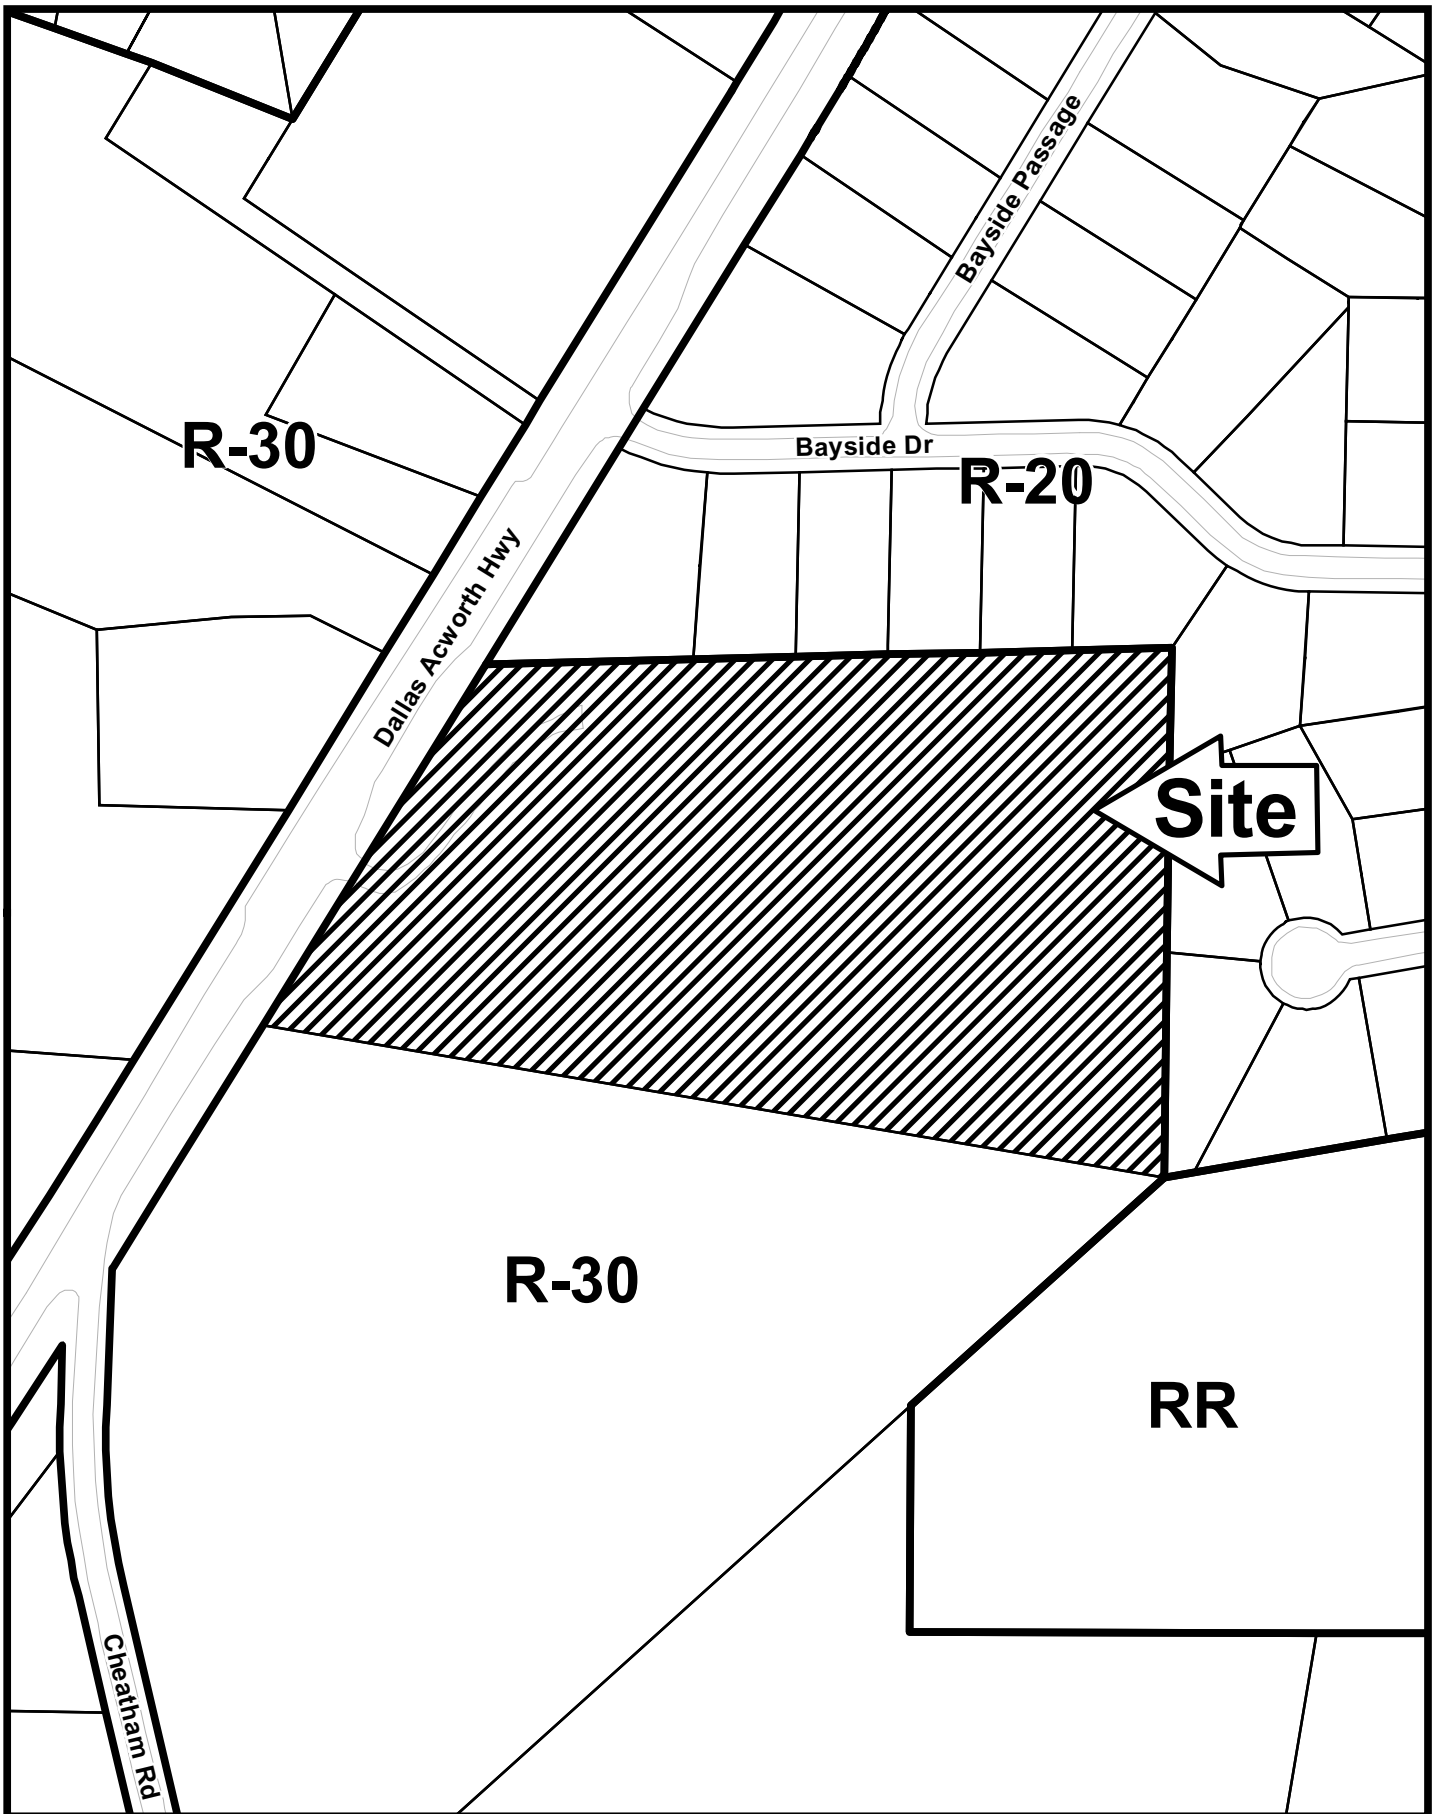 Bayside Passage
R-30
Bayside Dr
R-20
Dallas Acworth Hwy
Site
R-30
RR
Cheatham Rd